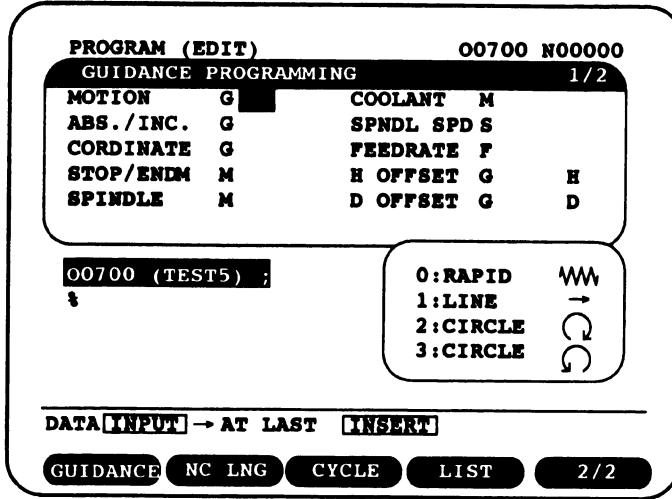 PROGRAM (EDIT) O0700 N00000
GUIDANCE PROGRAMMING 1/2
MOTION G COOLANT M
ABS./INC. G SPNDL SPD S
CORDINATE G FEEDRATE F
STOP/ENDM M H OFFSET G H
SPINDLE M D OFFSET G D
O0700 (TEST5) ;
%
0:RAPID
1:LINE →
2:CIRCLE
3:CIRCLE
DATA INPUT → AT LAST INSERT
GUIDANCE NC LNG CYCLE LIST 2/2